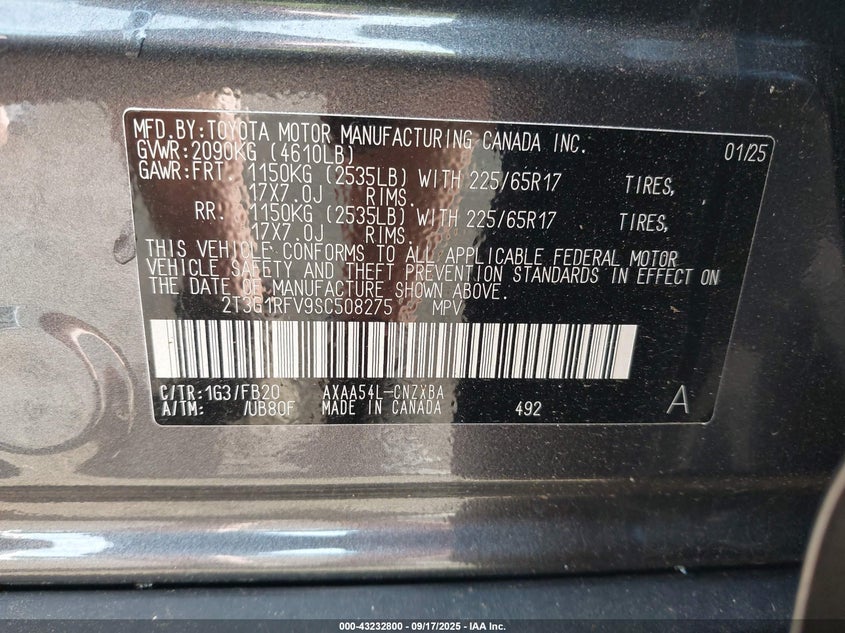 MFD.BY:TOYOTA MOTOR MANUFACTURING CANADA INC. 01/25
GVWR:2090KG (4610LB)
GAWR:FRT. 1150KG (2535LB) WITH 225/65R17 TIRES,
17X7.0J RIMS.
RR: 1150KG (2535LB) WITH 225/65R17 TIRES,
17X7.0J RIMS.
THIS VEHICLE CONFORMS TO ALL APPLICABLE FEDERAL MOTOR
VEHICLE SAFETY AND THEFT PREVENTION STANDARDS IN EFFECT ON
THE DATE OF MANUFACTURE SHOWN ABOVE.
2T3G1RFV9SC508275 MPV
C/TR:1G3/FB20 AXAA54L-CNZXBA
A/TM: /UB80F MADE IN CANADA 492 A
000-43232800 - 09/17/2025 - IAA Inc.